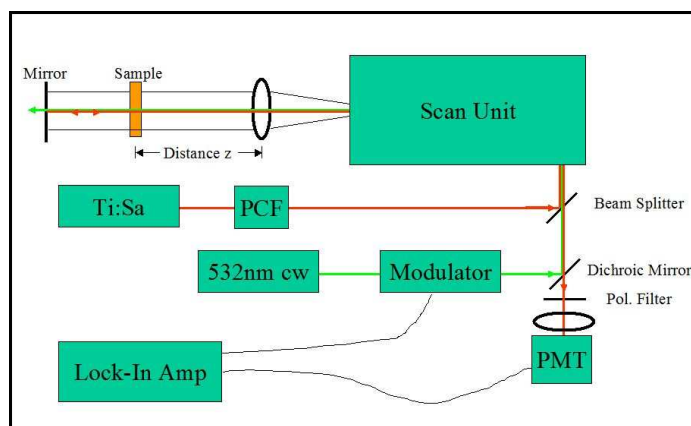 Mirror
Sample
Scan Unit
Distance z
Ti:Sa
PCF
Beam Splitter
532nm cw
Modulator
Dichroic Mirror
Pol. Filter
Lock-In Amp
PMT